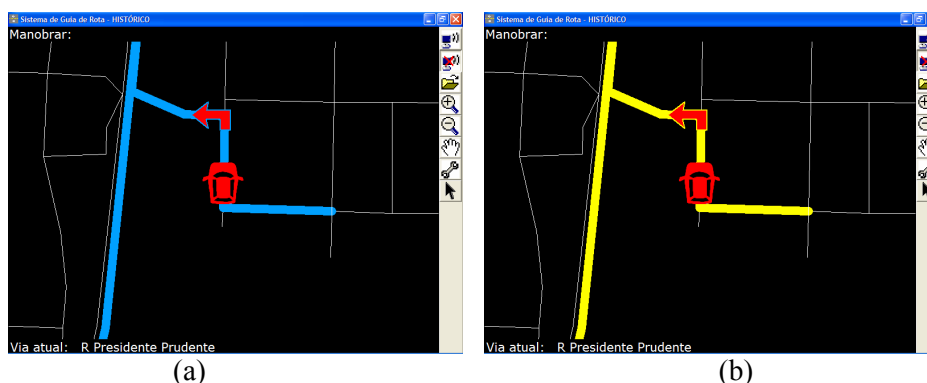 Sistema de Guia de Rota - HISTÓRICO
Manobrar:
Via atual: R Presidente Prudente
(a)
Sistema de Guia de Rota - HISTÓRICO
Manobrar:
Via atual: R Presidente Prudente
(b)